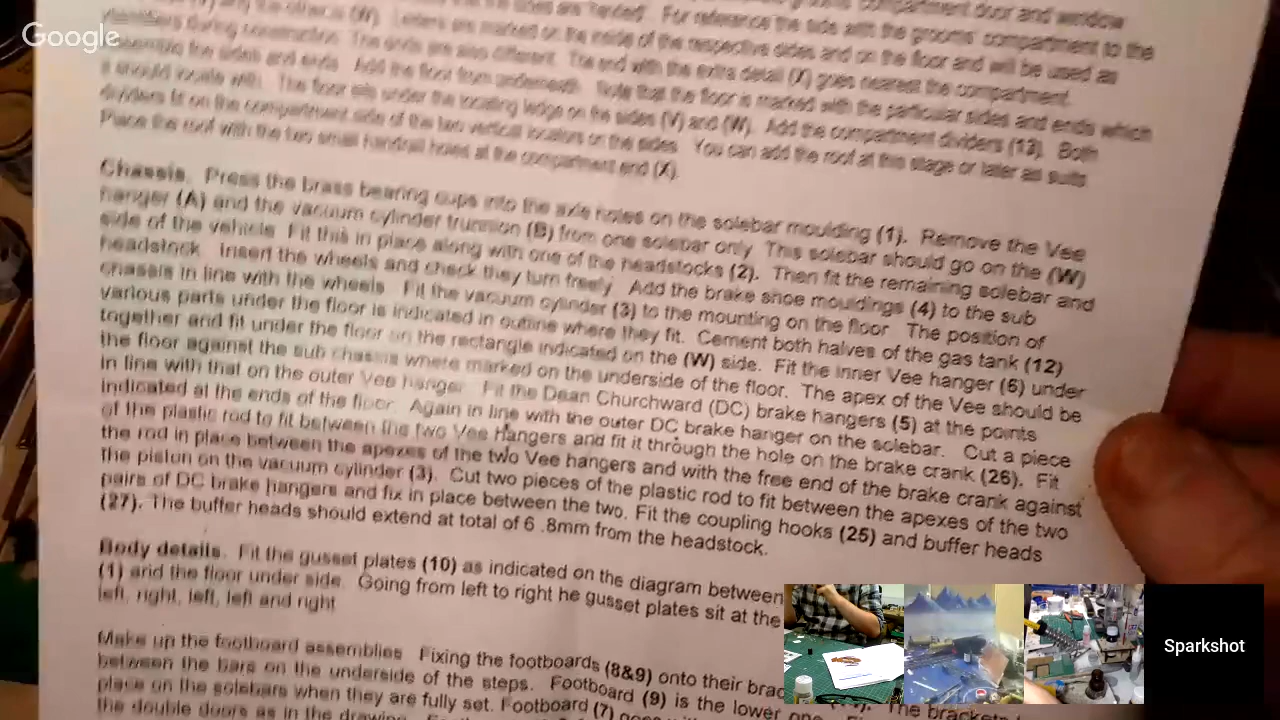 Google
compartment door and window
and the other is (W). Letters are marked on the inside of the respective sides and on the floor and will be used as
identifiers during construction. The ends are also different. The end with the extra detail (X) goes nearest the compartment.
the sides and ends. Add the floor from underneath. Note that the floor is marked with the particular sides and ends which
it should locate with. The floor sits under the locating ledge on the sides (V) and (W). Add the compartment dividers (13). Both
dividers fit on the compartment side of the two vertical locators on the sides. You can add the roof at this stage or later as suits
Place the roof with the two small handrail holes at the compartment end (X).
Chassis. Press the brass bearing cups into the axle holes on the solebar moulding (1). Remove the Vee
hanger (A) and the vacuum cylinder trunnion (B) from one solebar only. This solebar should go on the (W)
side of the vehicle. Fit this in place along with one of the headstocks (2). Then fit the remaining solebar and
headstock. Insert the wheels and check they turn freely. Add the brake shoe mouldings (4) to the sub
chassis in line with the wheels. Fit the vacuum cylinder (3) to the mounting on the floor. The position of
various parts under the floor is indicated in outline where they fit. Cement both halves of the gas tank (12)
together and fit under the floor on the rectangle indicated on the (W) side. Fit the inner Vee hanger (6) under
the floor against the sub chassis where marked on the underside of the floor. The apex of the Vee should be
in line with that on the outer Vee hanger. Fit the Dean Churchward (DC) brake hangers (5) at the points
indicated at the ends of the floor. Again in line with the outer DC brake hanger on the solebar. Cut a piece
of the plastic rod to fit between the two Vee Hangers and fit it through the hole on the brake crank (26). Fit
the rod in place between the apexes of the two Vee hangers and with the free end of the brake crank against
the piston on the vacuum cylinder (3). Cut two pieces of the plastic rod to fit between the apexes of the two
pairs of DC brake hangers and fix in place between the two. Fit the coupling hooks (25) and buffer heads
(27). The buffer heads should extend at total of 6 .8mm from the headstock.
Body details. Fit the gusset plates (10) as indicated on the diagram between
(1) and the floor under side. Going from left to right he gusset plates sit at the
left, right, left, left and right
Make up the footboard assemblies. Fixing the footboards (8&9) onto their
between the bars on the underside of the steps. Footboard (9) is the lower one. The brackets
place on the solebars when they are fully set. Footboard (7)
the double doors as in the drawing.
Sparkshot